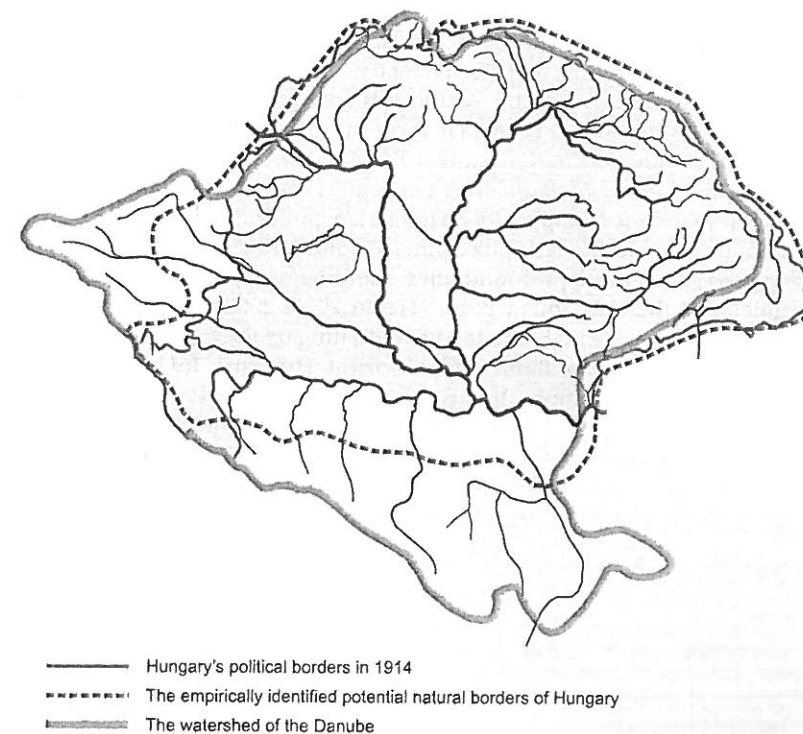 Hungary's political borders in 1914
The empirically identified potential natural borders of Hungary
The watershed of the Danube